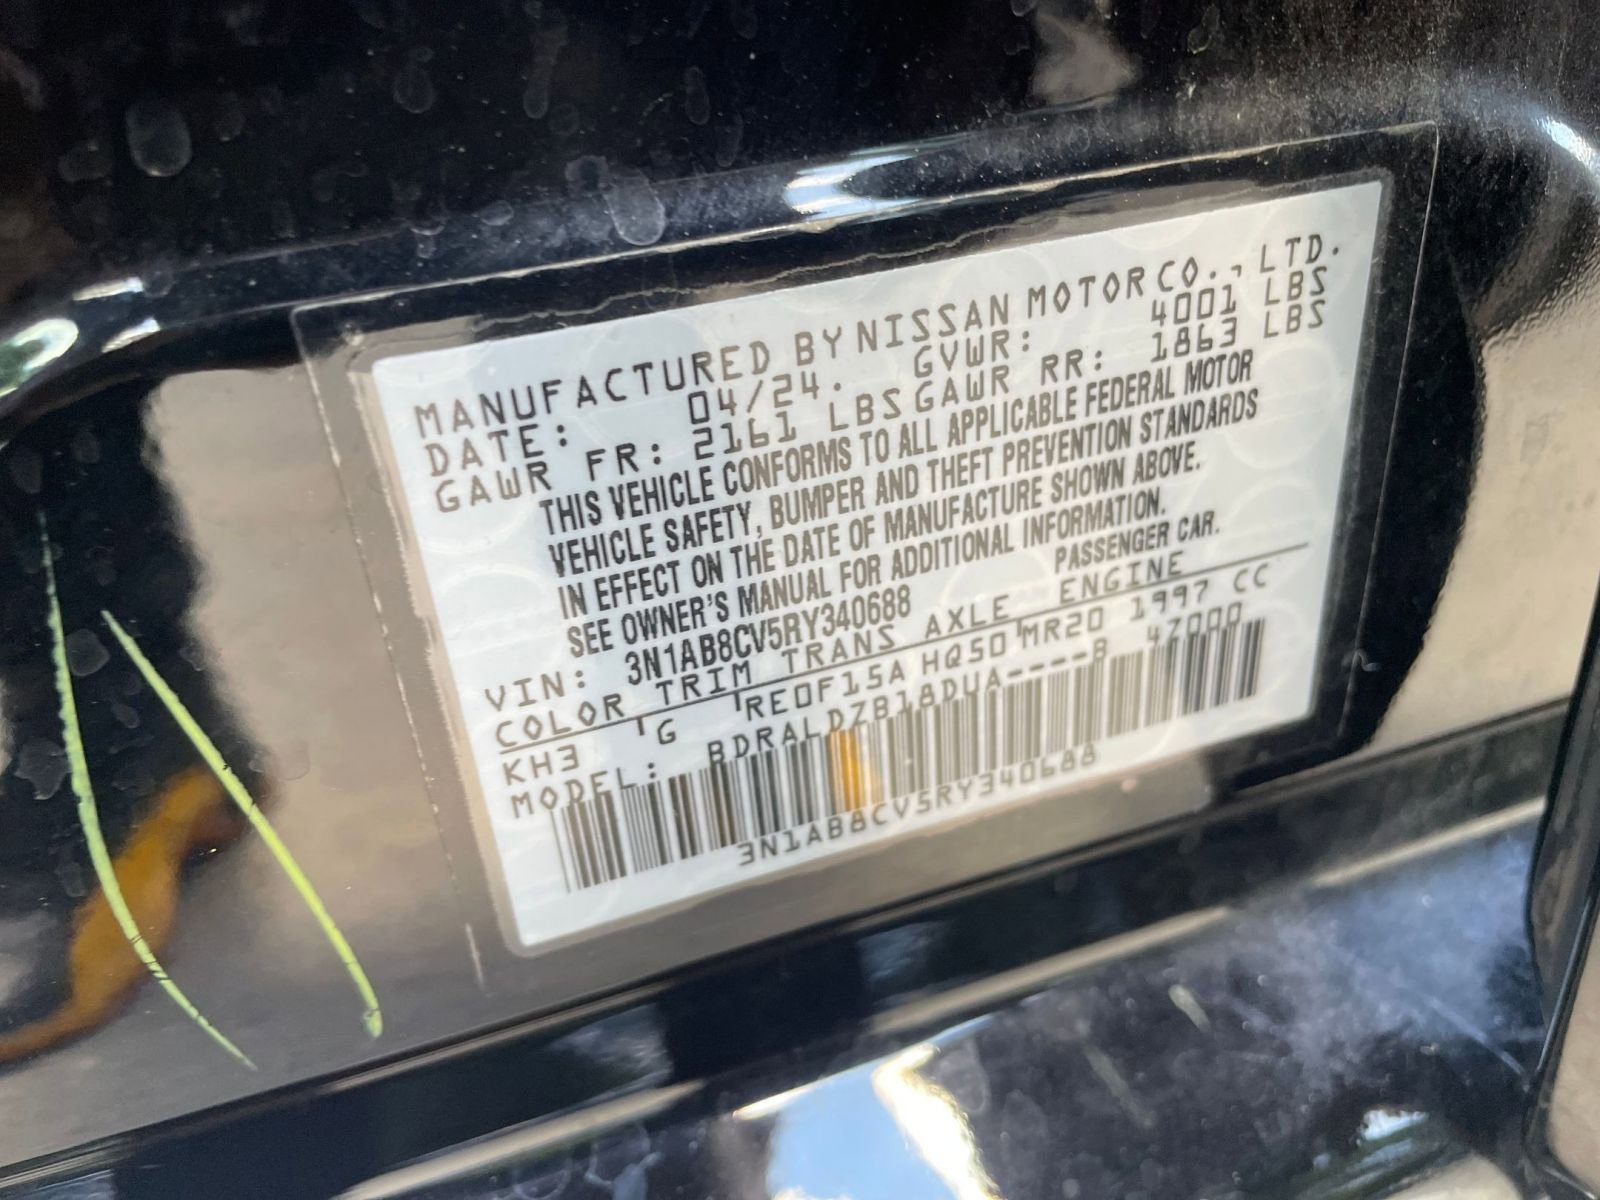 MANUFACTURED BY NISSAN MOTOR CO., LTD.
DATE: 04/24. GVWR: 4001 LBS
GAWR FR: 2161 LBS GAWR RR: 1863 LBS
THIS VEHICLE CONFORMS TO ALL APPLICABLE FEDERAL MOTOR
VEHICLE SAFETY, BUMPER AND THEFT PREVENTION STANDARDS
IN EFFECT ON THE DATE OF MANUFACTURE SHOWN ABOVE.
SEE OWNER'S MANUAL FOR ADDITIONAL INFORMATION.
VIN: 3N1AB8CV5RY340688 PASSENGER CAR.
COLOR TRIM TRANS AXLE ENGINE
KH3 G RE0F15A HQ50 MR20 1997 CC
MODEL: BDRALDZB18DUA----B 47000
3N1AB8CV5RY340688